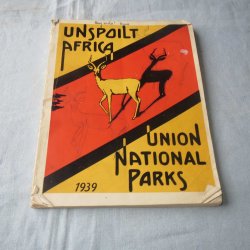 UNSPOILT
AFRICA
UNION
NATIONAL
PARKS
1939